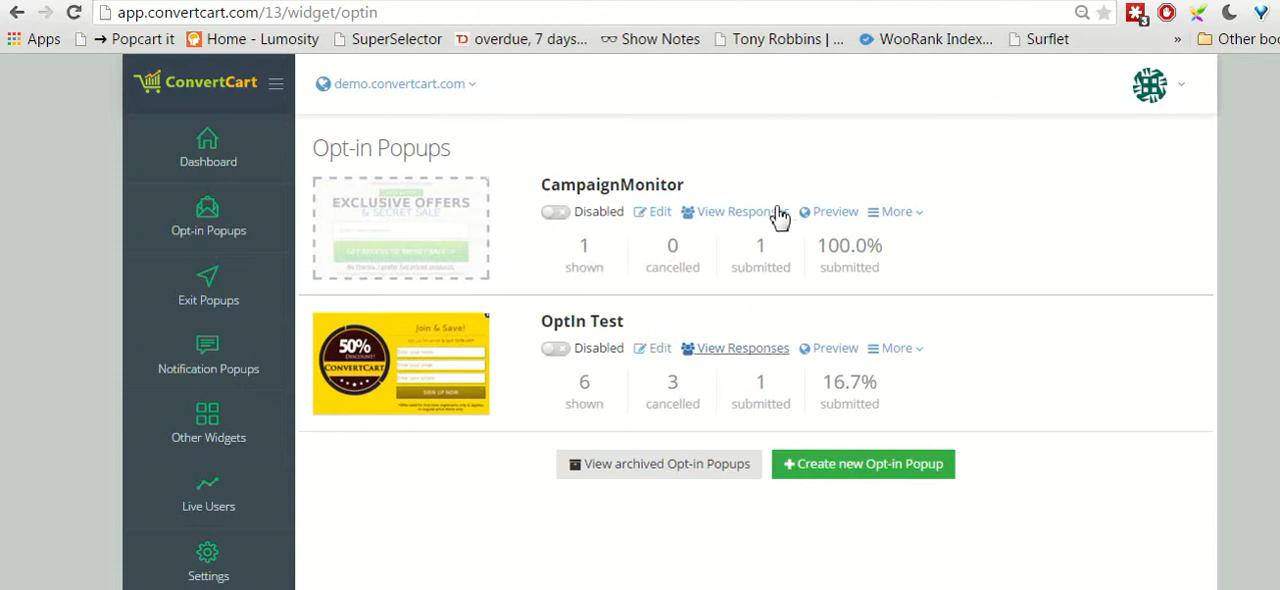 app.convertcart.com/13/widget/optin
Apps → Popcart it Home - Lumosity SuperSelector overdue, 7 days... Show Notes Tony Robbins | ... WooRank Index... Surflet » Other boo
3
ConvertCart
demo.convertcart.com
Dashboard
Opt-in Popups
Exit Popups
Notification Popups
Other Widgets
Live Users
Settings
Opt-in Popups
EXCLUSIVE OFFERS
& SECRET SALE
CampaignMonitor
Disabled Edit View Respon Preview More
1 0 1 100.0%
shown cancelled submitted submitted
Join & Save!
50%
DISCOUNT!
CONVERTCART
SIGN UP NOW
OptIn Test
Disabled Edit View Responses Preview More
6 3 1 16.7%
shown cancelled submitted submitted
View archived Opt-in Popups
+ Create new Opt-in Popup